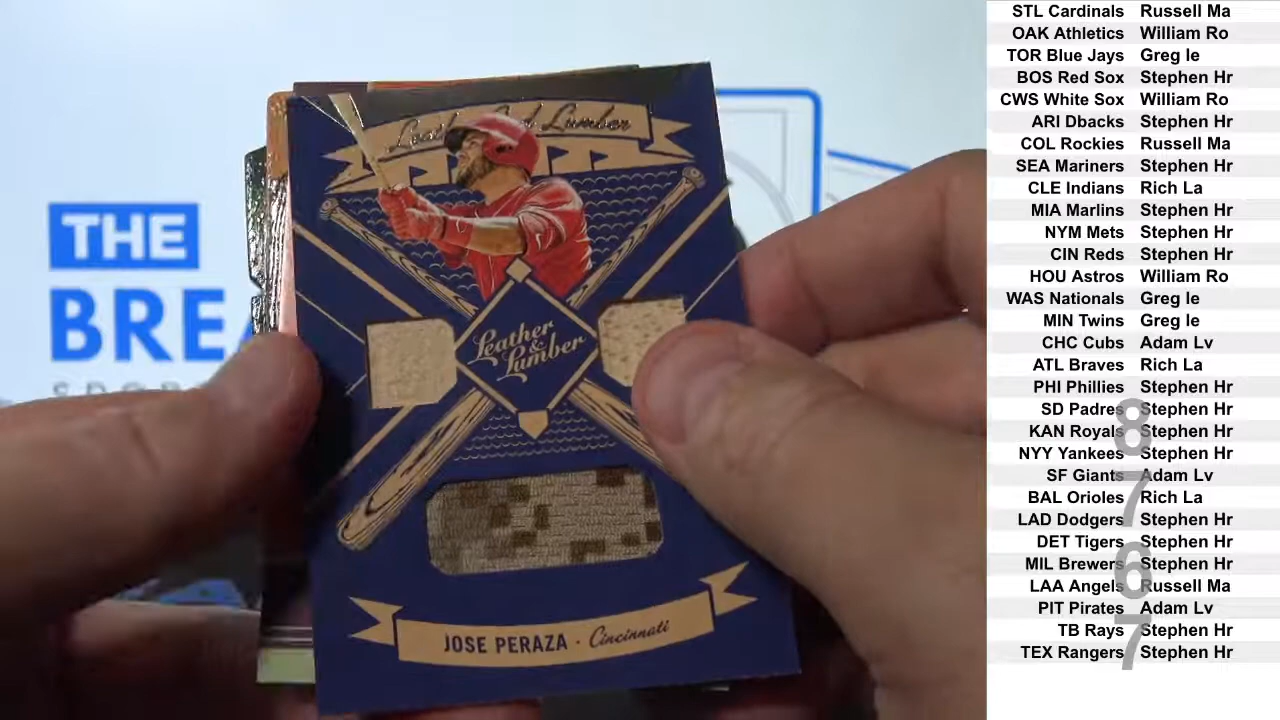 THE
BREA
SPOR
Leather And Lumber
Leather
&
Lumber
JOSE PERAZA · Cincinnati
STL Cardinals Russell Ma
OAK Athletics William Ro
TOR Blue Jays Greg le
BOS Red Sox Stephen Hr
CWS White Sox William Ro
ARI Dbacks Stephen Hr
COL Rockies Russell Ma
SEA Mariners Stephen Hr
CLE Indians Rich La
MIA Marlins Stephen Hr
NYM Mets Stephen Hr
CIN Reds Stephen Hr
HOU Astros William Ro
WAS Nationals Greg le
MIN Twins Greg le
CHC Cubs Adam Lv
ATL Braves Rich La
PHI Phillies Stephen Hr
SD Padres Stephen Hr
KAN Royals Stephen Hr
NYY Yankees Stephen Hr
SF Giants Adam Lv
BAL Orioles Rich La
LAD Dodgers Stephen Hr
DET Tigers Stephen Hr
MIL Brewers Stephen Hr
LAA Angels Russell Ma
PIT Pirates Adam Lv
TB Rays Stephen Hr
TEX Rangers Stephen Hr
8
7
6
7